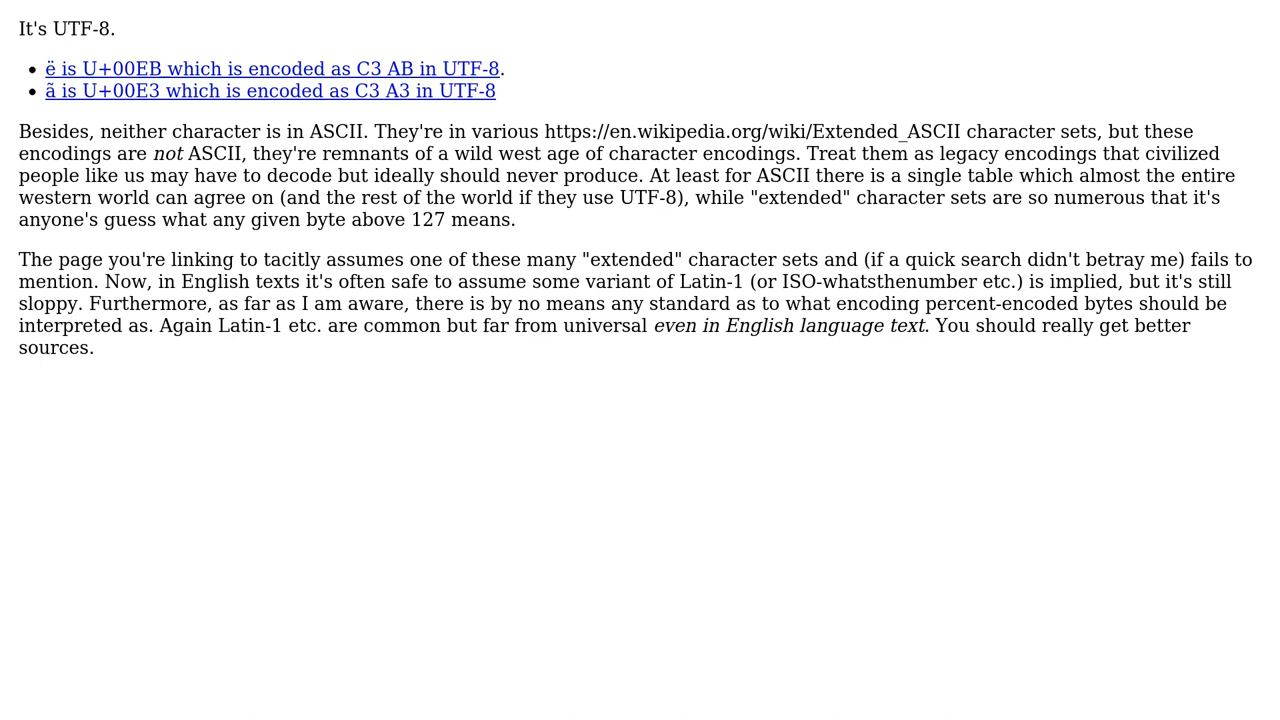 It's UTF-8.
• ë is U+00EB which is encoded as C3 AB in UTF-8.
• ã is U+00E3 which is encoded as C3 A3 in UTF-8
Besides, neither character is in ASCII. They're in various https://en.wikipedia.org/wiki/Extended_ASCII character sets, but these
encodings are not ASCII, they're remnants of a wild west age of character encodings. Treat them as legacy encodings that civilized
people like us may have to decode but ideally should never produce. At least for ASCII there is a single table which almost the entire
western world can agree on (and the rest of the world if they use UTF-8), while "extended" character sets are so numerous that it's
anyone's guess what any given byte above 127 means.
The page you're linking to tacitly assumes one of these many "extended" character sets and (if a quick search didn't betray me) fails to
mention. Now, in English texts it's often safe to assume some variant of Latin-1 (or ISO-whatsthenumber etc.) is implied, but it's still
sloppy. Furthermore, as far as I am aware, there is by no means any standard as to what encoding percent-encoded bytes should be
interpreted as. Again Latin-1 etc. are common but far from universal even in English language text. You should really get better
sources.